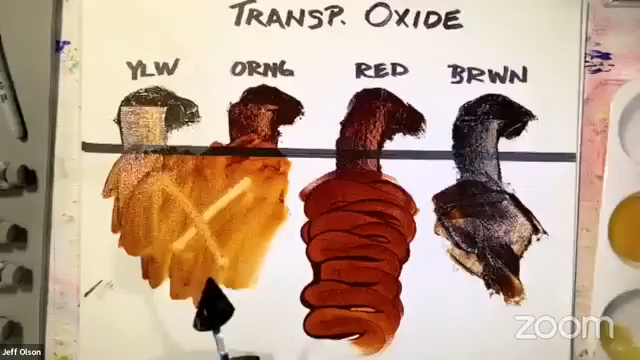 TRANSP. OXIDE
YLW ORNG RED BRWN
zoom
Jeff Olson